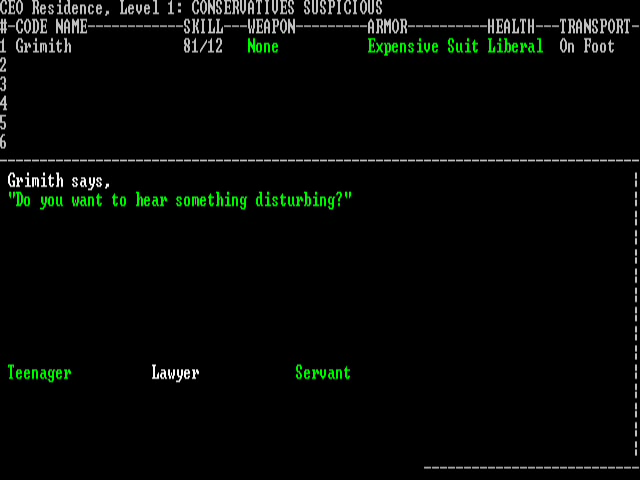 CEO Residence, Level 1: CONSERVATIVES SUSPICIOUS
#-CODE NAME------------SKILL---WEAPON---------ARMOR----------HEALTH---TRANSPORT-
1 Grimith              81/12   None           Expensive Suit Liberal  On Foot
2
3
4
5
6
Grimith says,
"Do you want to hear something disturbing?"
Teenager          Lawyer            Servant